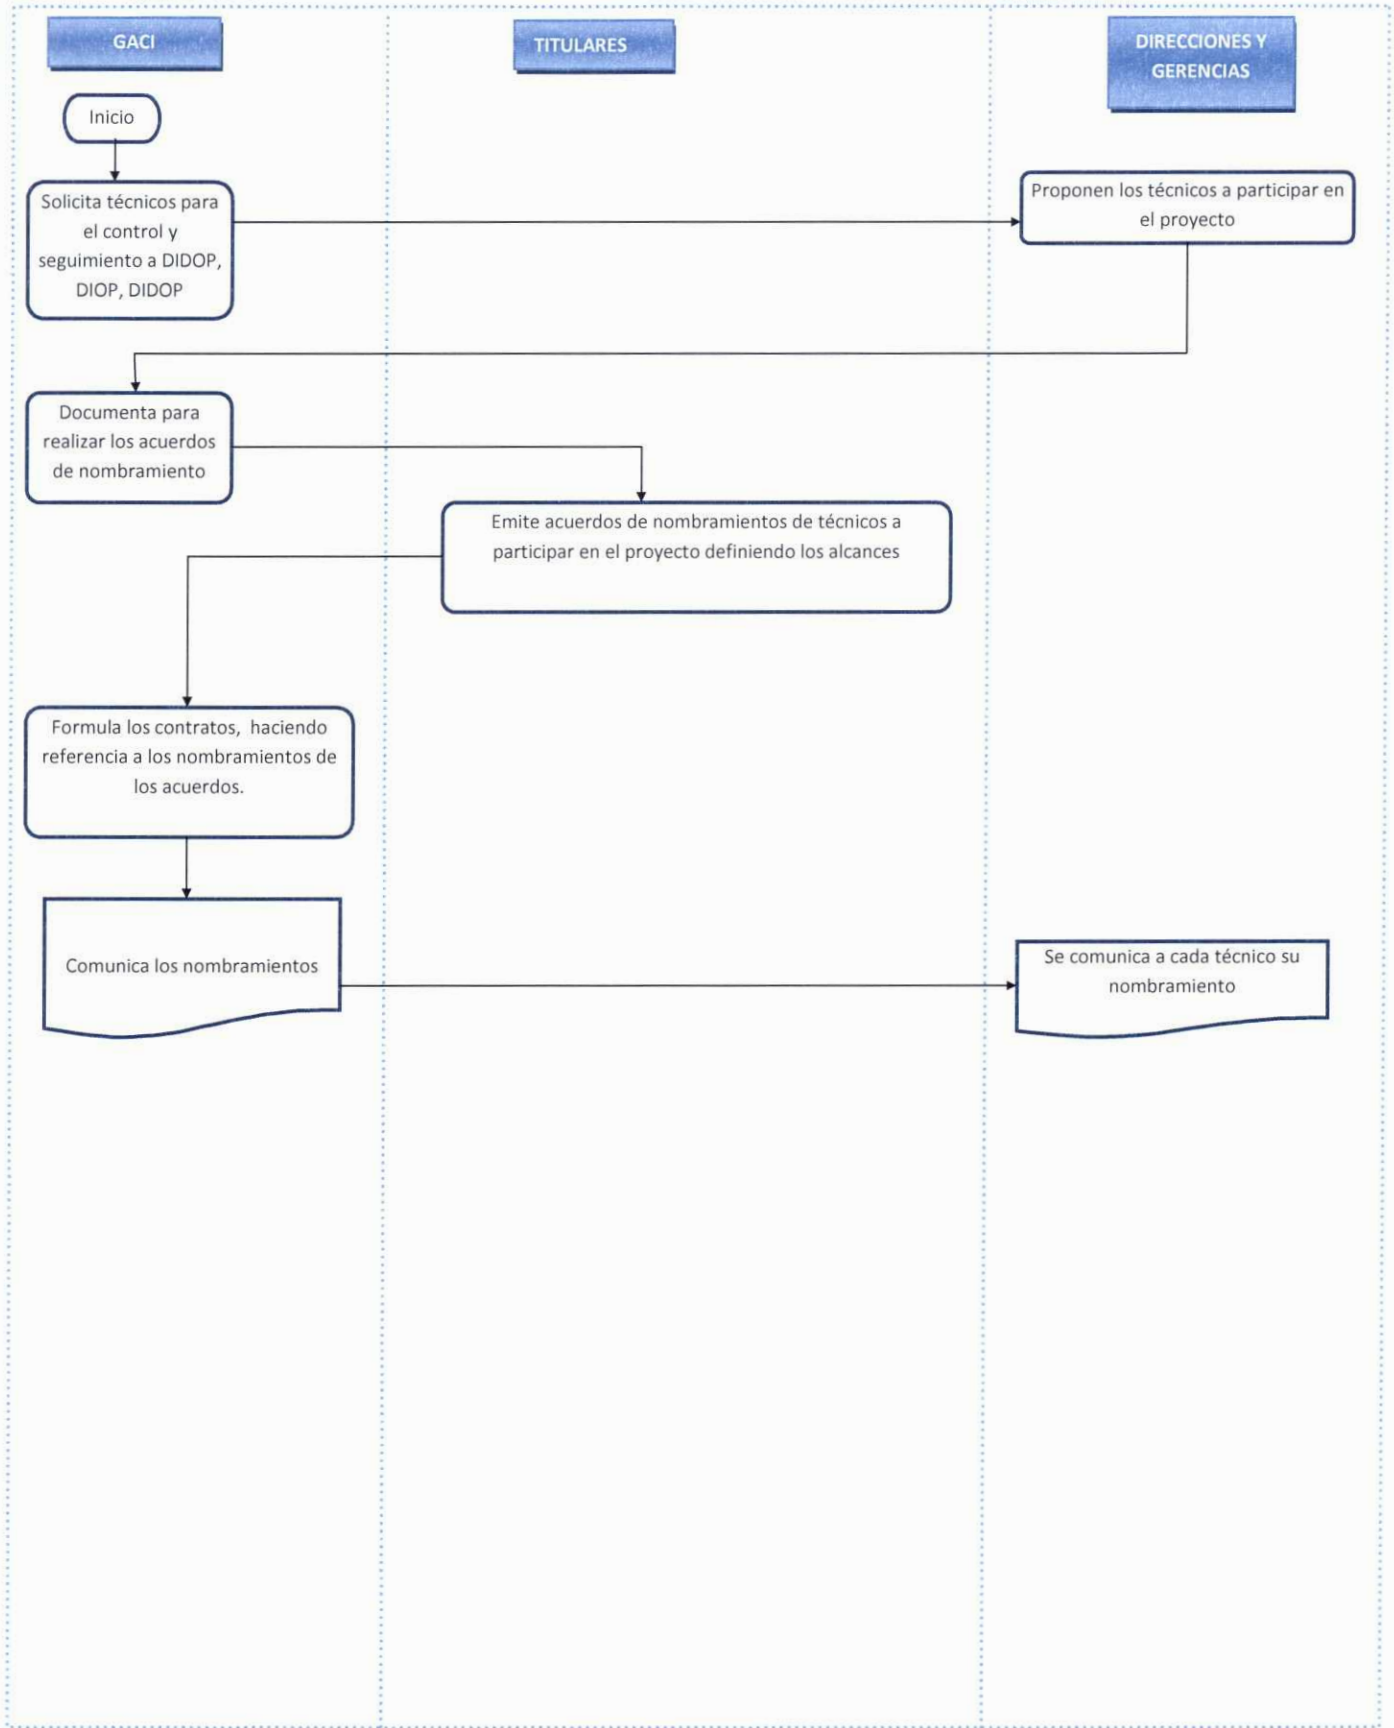 GACI
TITULARES
DIRECCIONES Y
GERENCIAS
Inicio
Solicita técnicos para
el control y
seguimiento a DIDOP,
DIOP, DIDOP
Proponen los técnicos a participar en
el proyecto
Documenta para
realizar los acuerdos
de nombramiento
Emite acuerdos de nombramientos de técnicos a
participar en el proyecto definiendo los alcances
Formula los contratos, haciendo
referencia a los nombramientos de
los acuerdos.
Comunica los nombramientos
Se comunica a cada técnico su
nombramiento